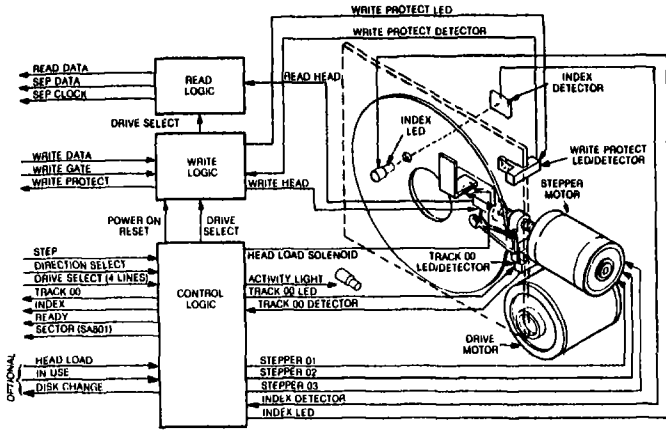 WRITE PROTECT LED
WRITE PROTECT DETECTOR
READ DATA
SEP DATA
SEP CLOCK
READ
LOGIC
READ HEAD
INDEX
DETECTOR
INDEX
LED
DRIVE SELECT
WRITE DATA
WRITE GATE
WRITE PROTECT
WRITE
LOGIC
WRITE HEAD
WRITE PROTECT
LED/DETECTOR
STEPPER
MOTOR
POWER ON
RESET
DRIVE
SELECT
STEP
DIRECTION SELECT
DRIVE SELECT (4 LINES)
TRACK 00
INDEX
READY
SECTOR (SA801)
CONTROL
LOGIC
HEAD LOAD SOLENOID
ACTIVITY LIGHT
TRACK 00 LED
TRACK 00 DETECTOR
TRACK 00
LED/DETECTOR
DRIVE
MOTOR
OPTIONAL
HEAD LOAD
IN USE
DISK CHANGE
STEPPER 01
STEPPER 02
STEPPER 03
INDEX DETECTOR
INDEX LED